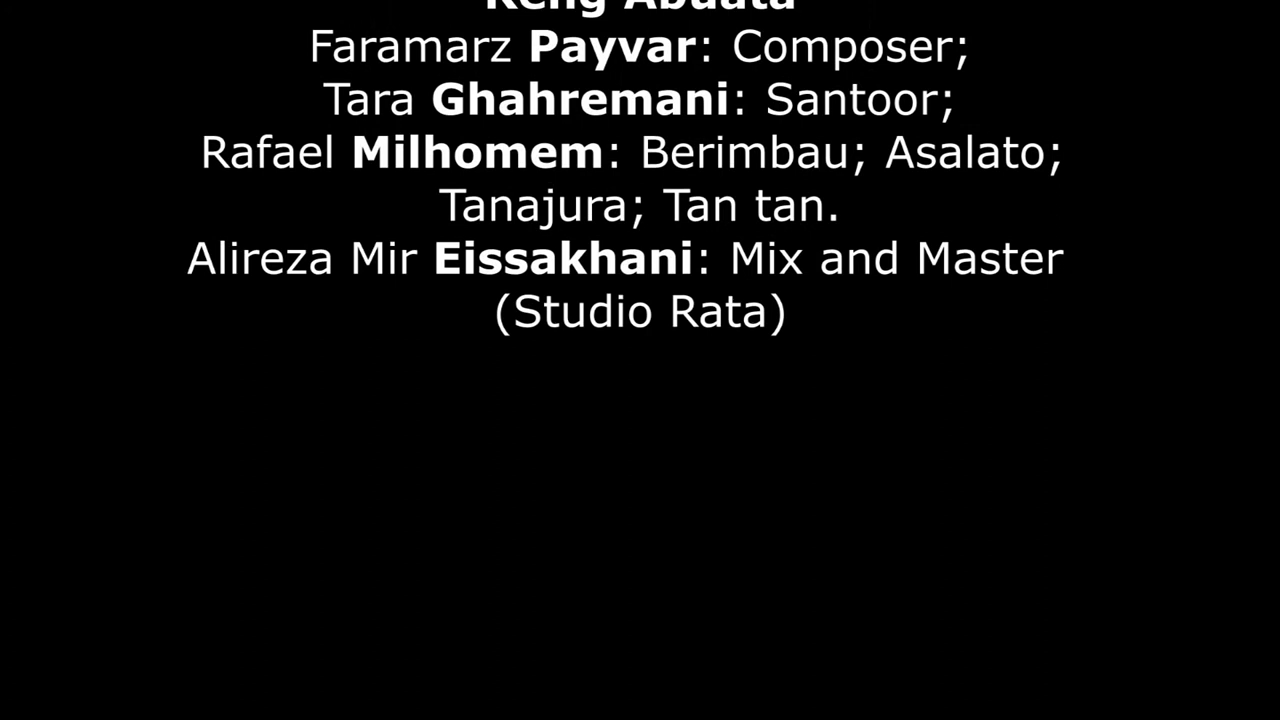 Faramarz Payvar: Composer;
Tara Ghahremani: Santoor;
Rafael Milhomem: Berimbau; Asalato;
Tanajura; Tan tan.
Alireza Mir Eissakhani: Mix and Master
(Studio Rata)